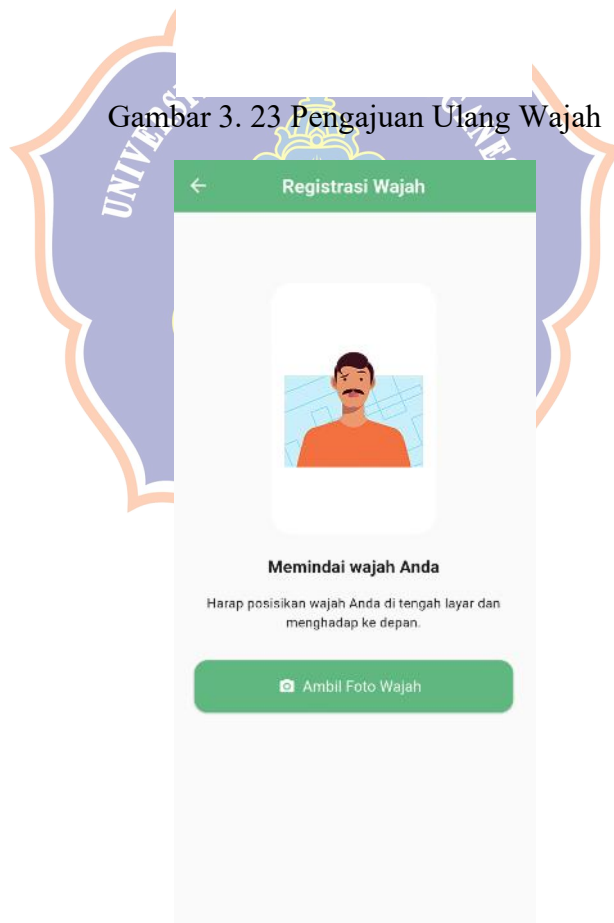 Gambar 3. 23 Pengajuan Ulang Wajah
Registrasi Wajah
Memindai wajah Anda
Harap posisikan wajah Anda di tengah layar dan
menghadap ke depan.
Ambil Foto Wajah